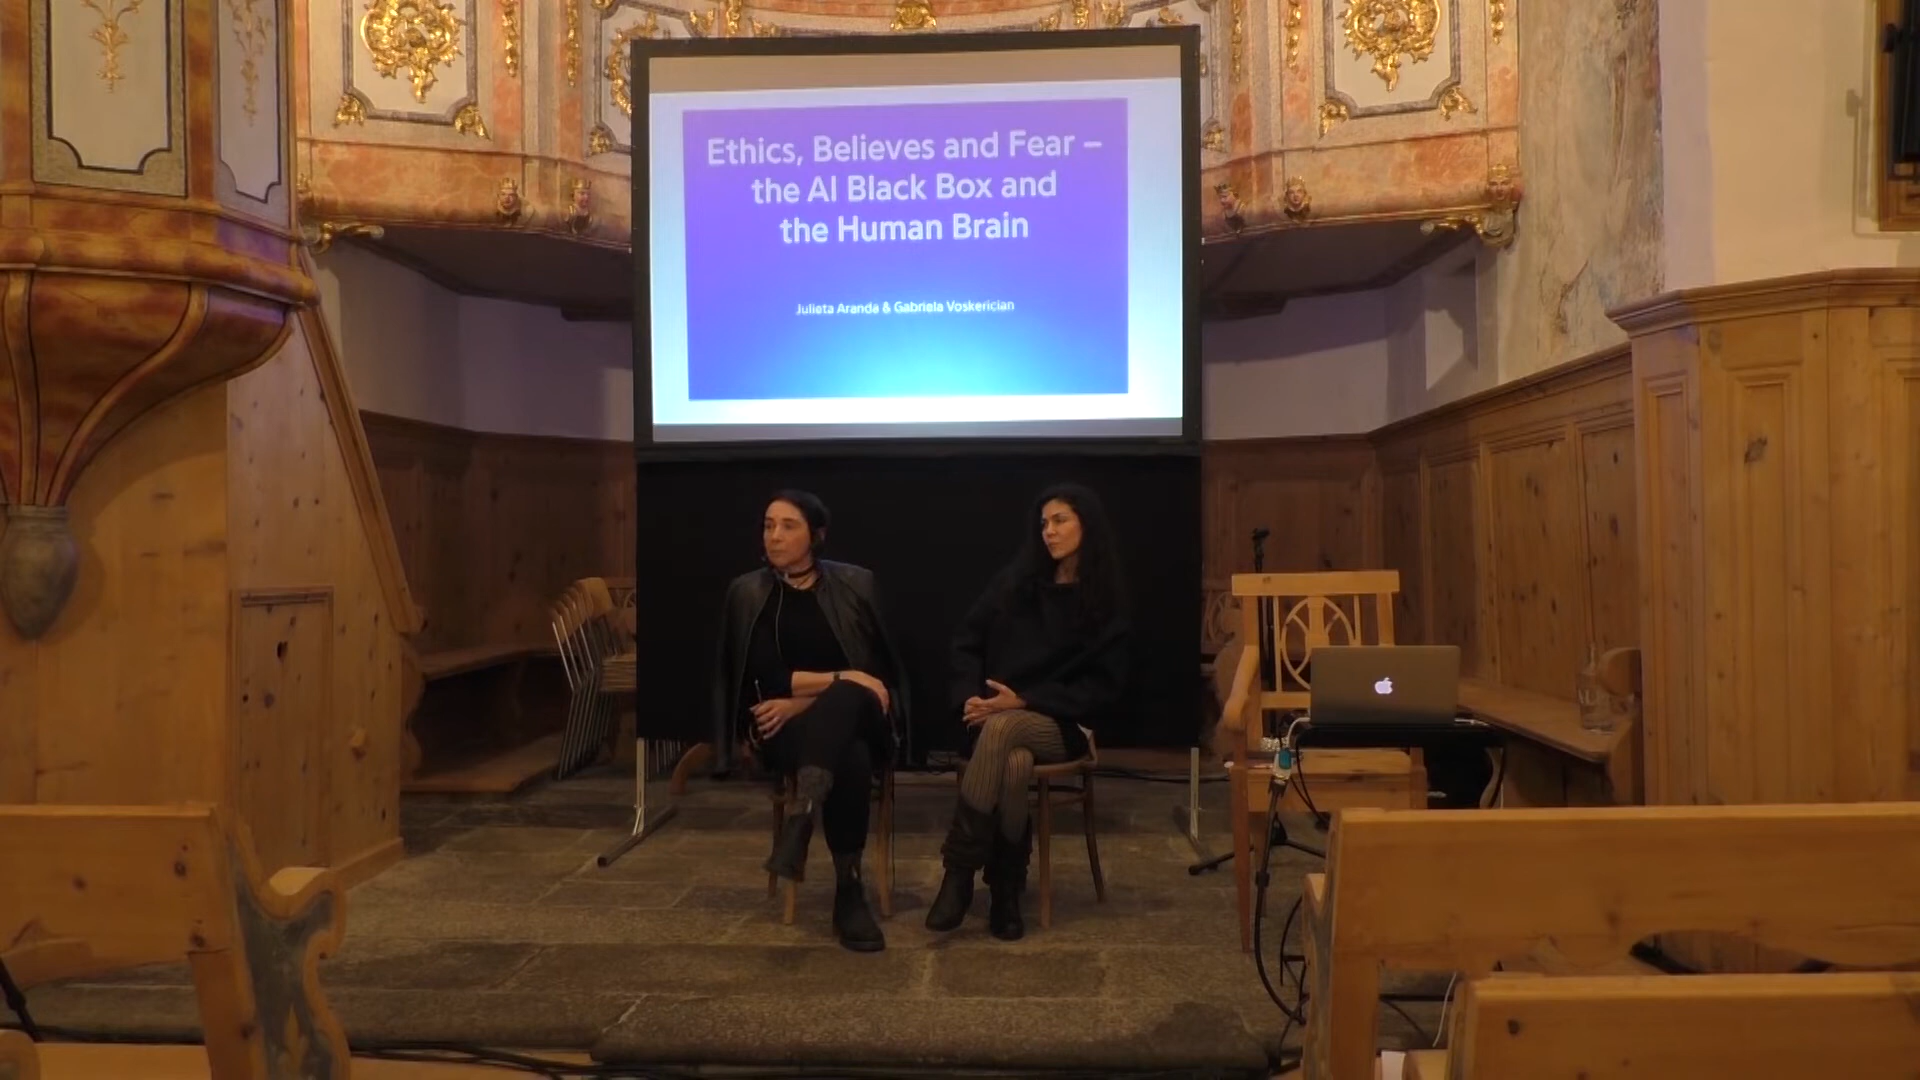 Ethics, Believes and Fear –
the AI Black Box and
the Human Brain
Julieta Aranda & Gabriela Voskerician